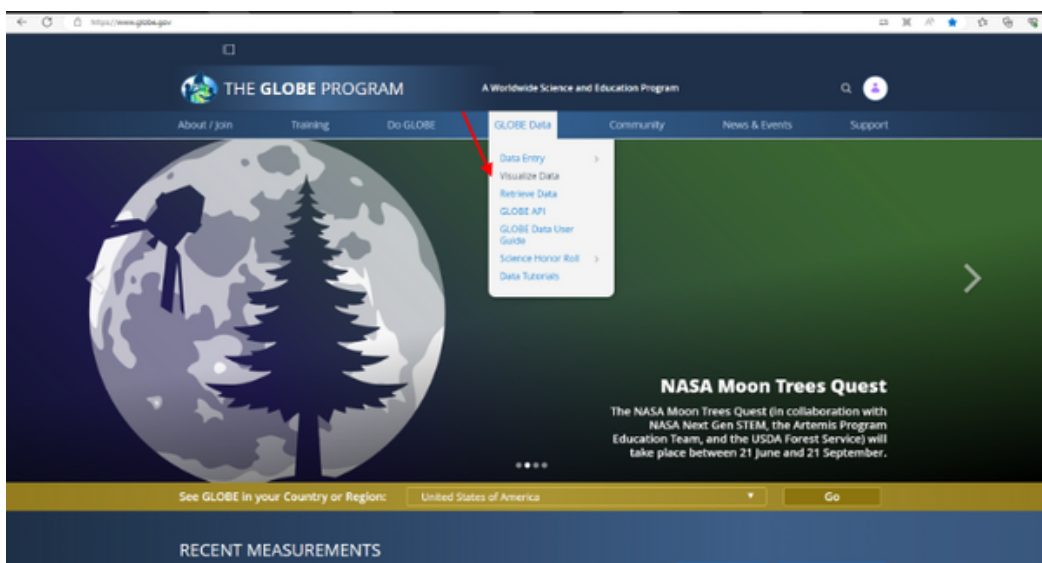 https://www.globe.gov
THE GLOBE PROGRAM
A Worldwide Science and Education Program
About / Join Training Do GLOBE GLOBE Data Community News & Events Support
Data Entry
Visualize Data
Retrieve Data
GLOBE API
GLOBE Data User
Guide
Science Honor Roll
Data Tutorials
NASA Moon Trees Quest
The NASA Moon Trees Quest (in collaboration with
NASA Next Gen STEM, the Artemis Program
Education Team, and the USDA Forest Service) will
take place between 21 June and 21 September.
See GLOBE in your Country or Region: United States of America Go
RECENT MEASUREMENTS